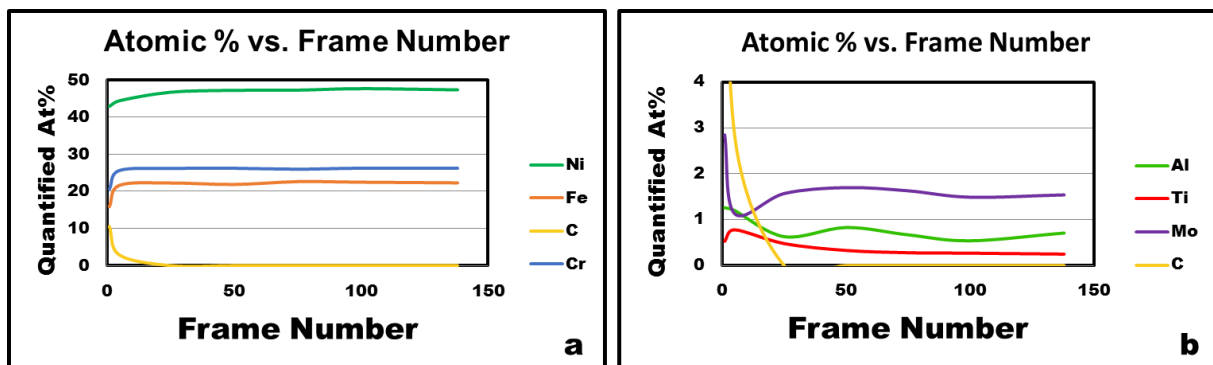 Atomic % vs. Frame Number
Quantified At%
50
40
30
20
10
0
0 50 100 150
Frame Number
Ni
Fe
C
Cr
a
Atomic % vs. Frame Number
Quantified At%
4
3
2
1
0
0 50 100 150
Frame Number
Al
Ti
Mo
C
b